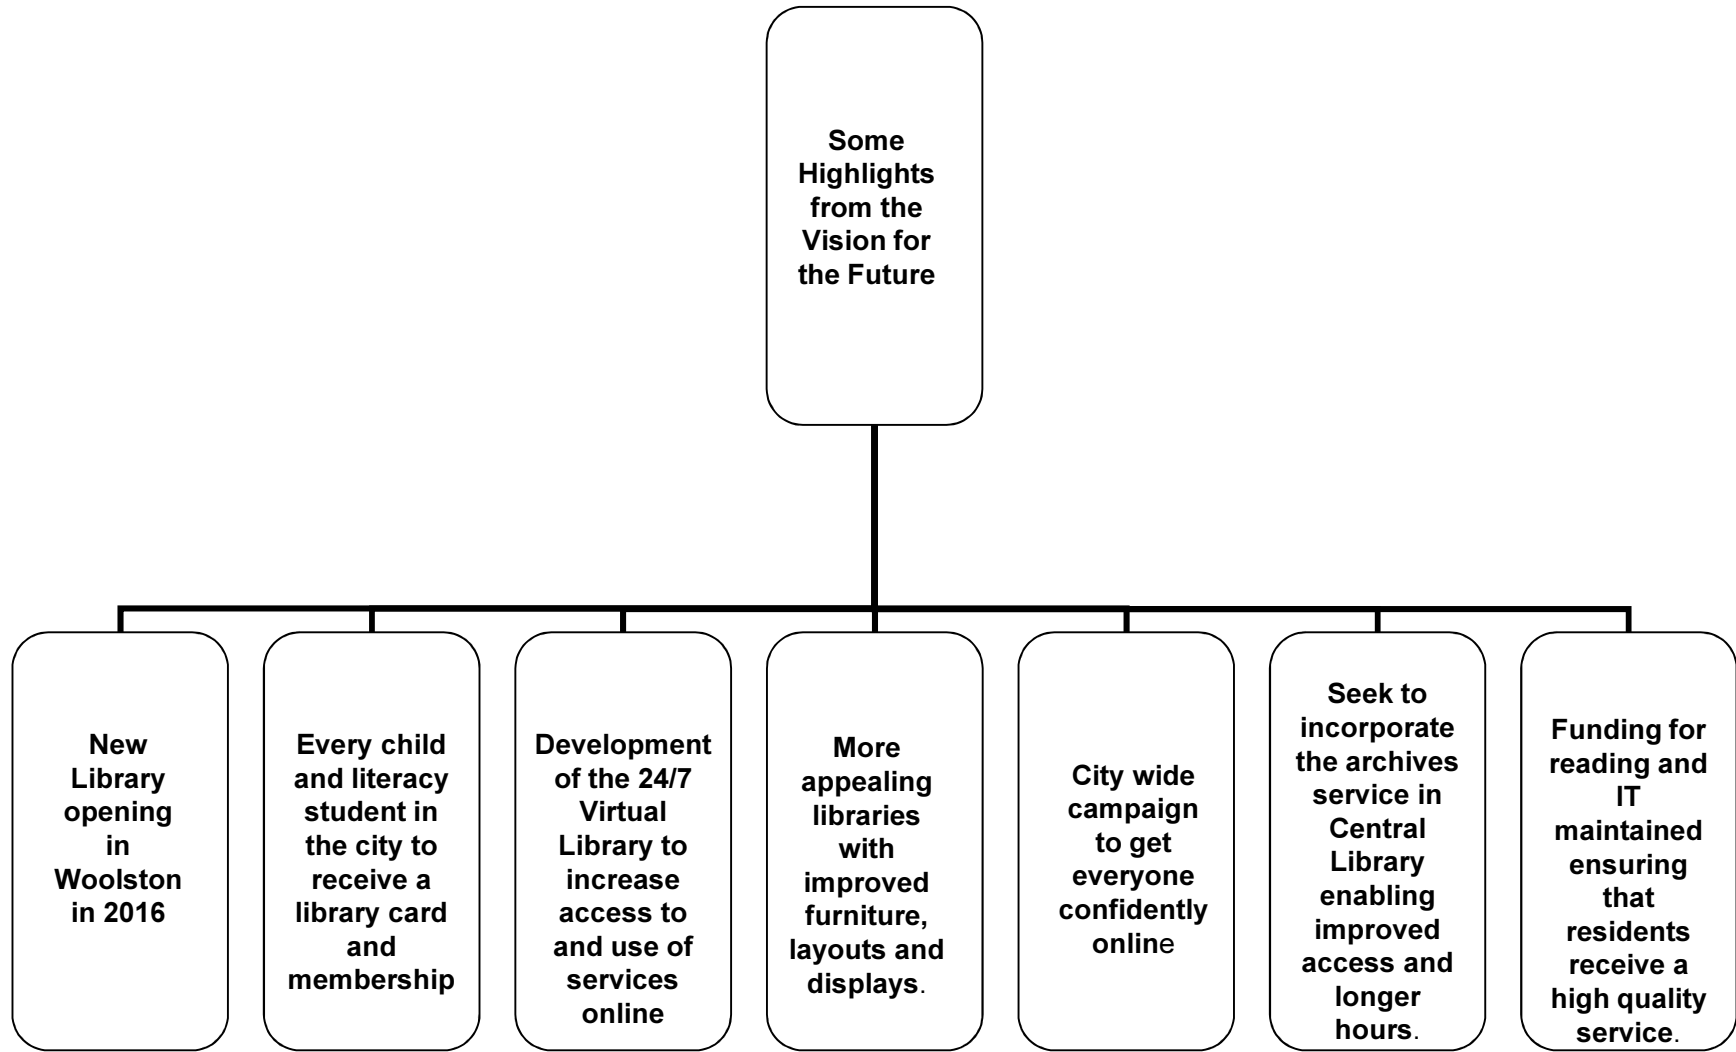 Some
Highlights
from the
Vision for
the Future
New
Library
opening
in
Woolston
in 2016
Every child
and literacy
student in
the city to
receive a
library card
and
membership
Development
of the 24/7
Virtual
Library to
increase
access to
and use of
services
online
More
appealing
libraries
with
improved
furniture,
layouts and
displays.
City wide
campaign
to get
everyone
confidently
online
Seek to
incorporate
the archives
service in
Central
Library
enabling
improved
access and
longer
hours.
Funding for
reading and
IT
maintained
ensuring
that
residents
receive a
high quality
service.